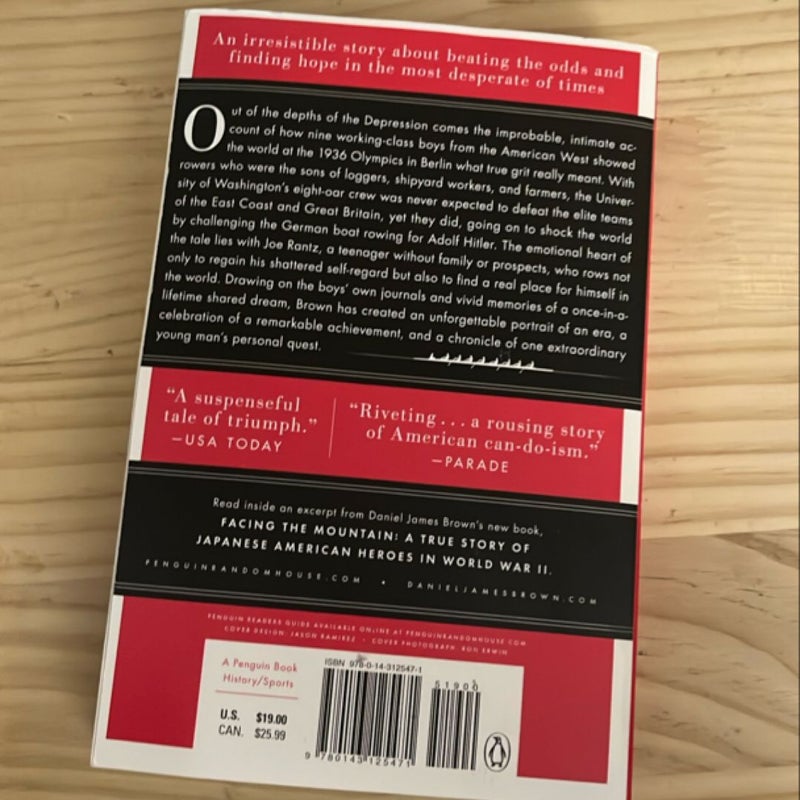 An irresistible story about beating the odds and
finding hope in the most desperate of times
Out of the depths of the Depression comes the improbable, intimate ac-
count of how nine working-class boys from the American West showed
the world at the 1936 Olympics in Berlin what true grit really meant. With
rowers who were the sons of loggers, shipyard workers, and farmers, the Univer-
sity of Washington's eight-oar crew was never expected to defeat the elite teams
of the East Coast and Great Britain, yet they did, going on to shock the world
by challenging the German boat rowing for Adolf Hitler. The emotional heart of
the tale lies with Joe Rantz, a teenager without family or prospects, who rows not
only to regain his shattered self-regard but also to find a real place for himself in
the world. Drawing on the boys' own journals and vivid memories of a once-in-a-
lifetime shared dream, Brown has created an unforgettable portrait of an era, a
celebration of a remarkable achievement, and a chronicle of one extraordinary
young man's personal quest.
“A suspenseful
tale of triumph.”
—USA TODAY
“Riveting . . . a rousing story
of American can-do-ism.”
—PARADE
Read inside an excerpt from Daniel James Brown's new book,
FACING THE MOUNTAIN: A TRUE STORY OF
JAPANESE AMERICAN HEROES IN WORLD WAR II.
PENGUINRANDOMHOUSE.COM • DANIELJAMESBROWN.COM
PENGUIN READERS GUIDE AVAILABLE ONLINE AT PENGUINRANDOMHOUSE.COM
COVER DESIGN: JASON RAMIREZ • COVER PHOTOGRAPH: RON ERWIN
A Penguin Book
History/Sports
U.S. $19.00
CAN. $25.99
ISBN 978-0-14-312547-1
51900
9 780143 125471